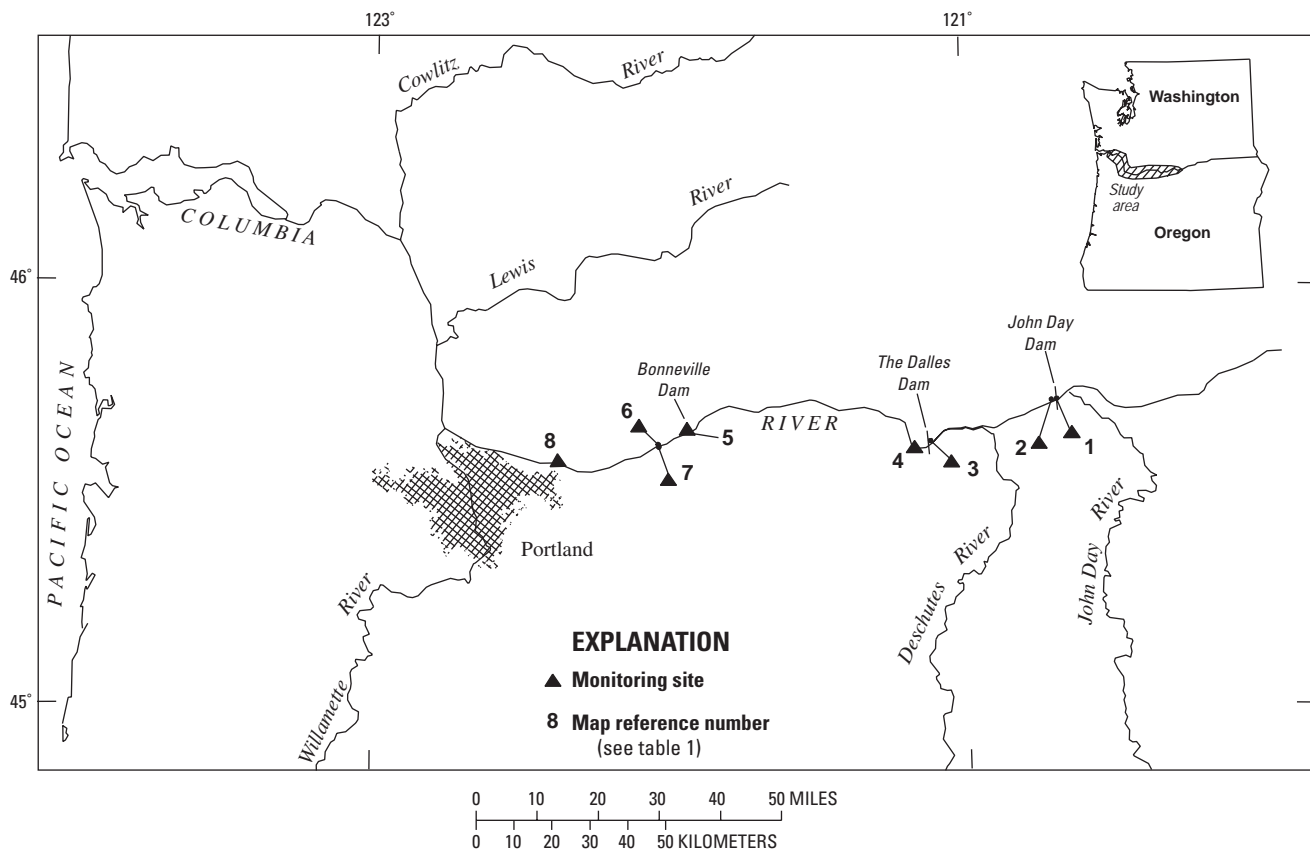 123°
121°
Cowlitz
River
Washington
Study
area
Oregon
River
COLUMBIA
46°
Lewis
John Day
Dam
The Dalles
Dam
Bonneville
Dam
RIVER
6
5
8
7
4
3
2
1
PACIFIC OCEAN
Portland
River
Willamette
River
Deschutes
River
John Day
EXPLANATION
Monitoring site
8 Map reference number
(see table 1)
45°
0 10 20 30 40 50 MILES
0 10 20 30 40 50 KILOMETERS